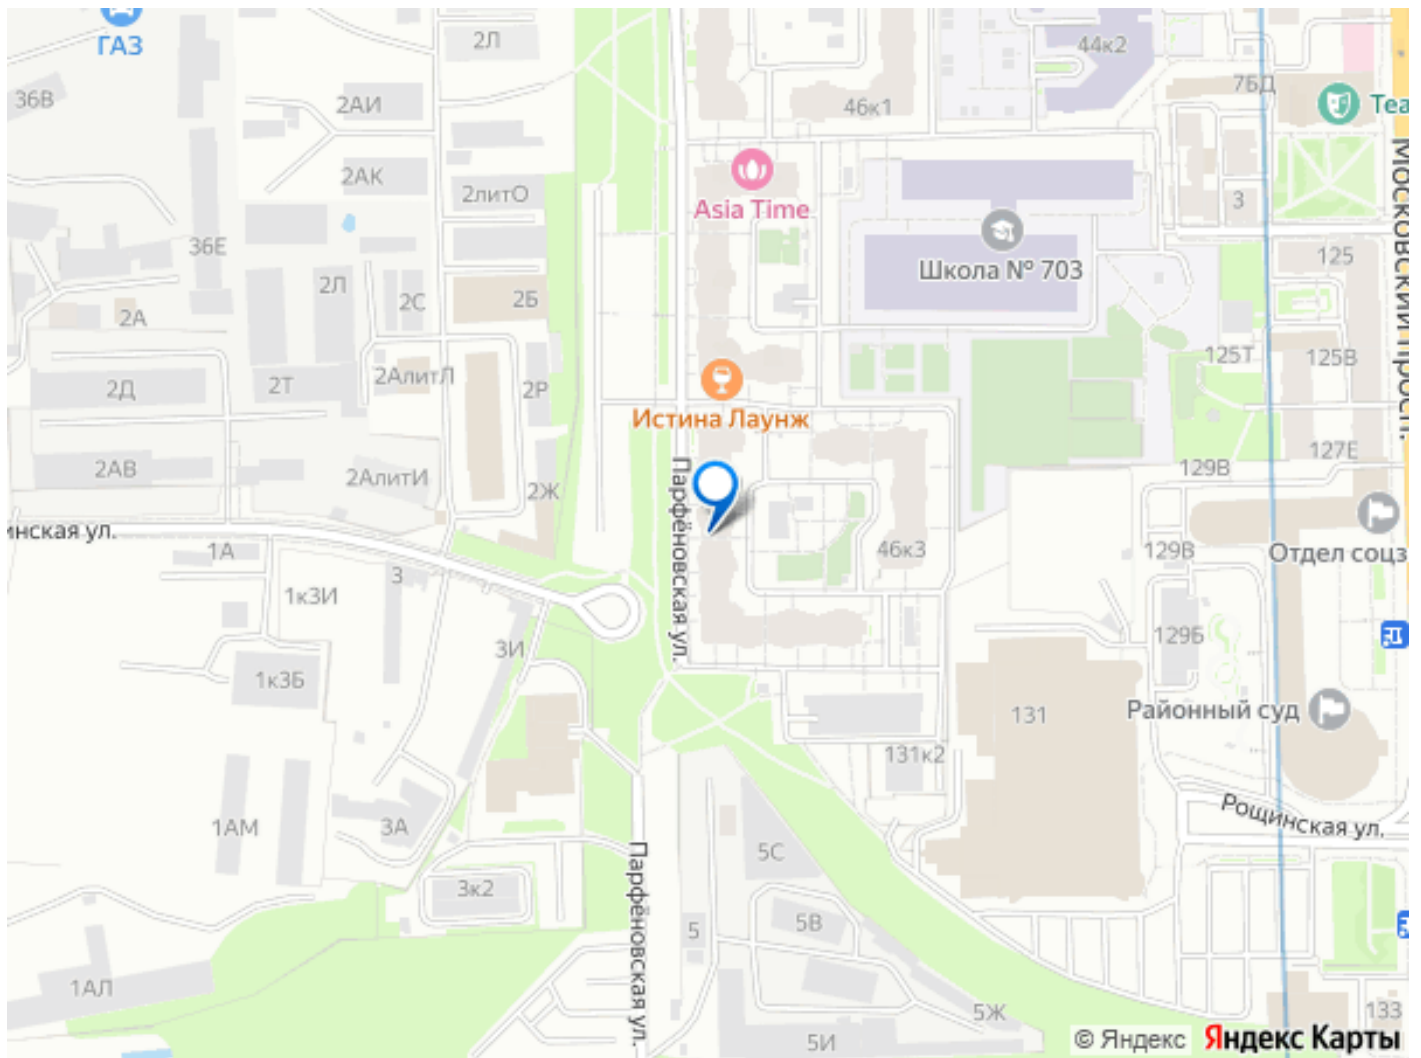 ГАЗ
2Л
44к2
36В
2АИ
46к1
7БД
Теа
2АК
Asia Time
2литО
3
Московский просп.
36Е
Школа № 703
125
2Л
2С
2Б
2А
125Т
125В
2Д
2Т
2АлитЛ
2Р
Истина Лаунж
127Е
2АВ
2АлитИ
129В
2Ж
Парфёновская ул.
инская ул.
1А
46к3
129В
Отдел соцз
3
1к3И
3И
129Б
1к3Б
131
Районный суд
131к2
Рощинская ул.
1АМ
3А
5С
3к2
Парфёновская ул.
5
5В
1АЛ
5Ж
133
5И
© Яндекс Яндекс Карты